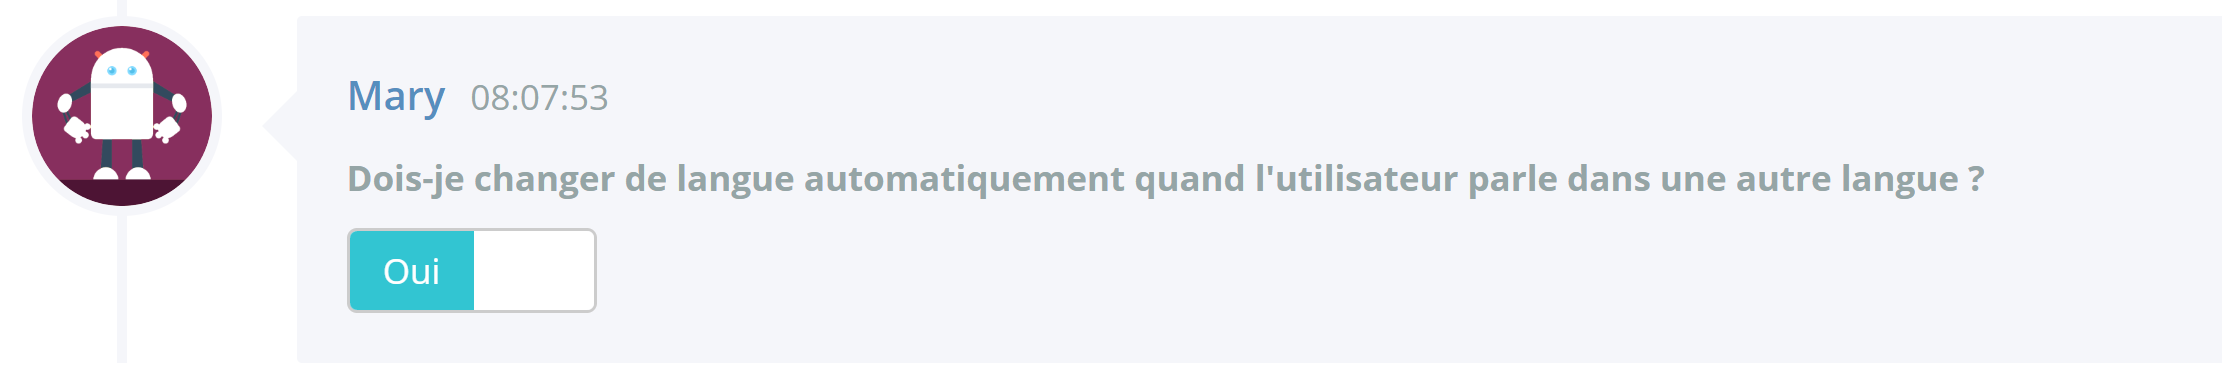 Mary 08:07:53
Dois-je changer de langue automatiquement quand l'utilisateur parle dans une autre langue ?
Oui